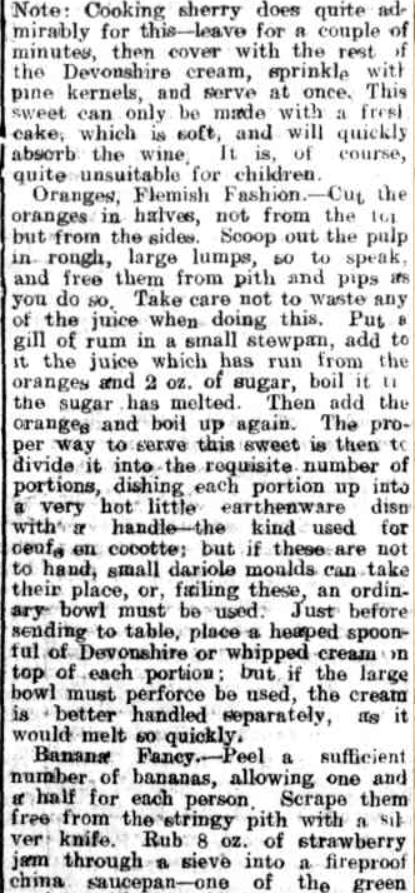 Note: Cooking sherry does quite ad-
mirably for this—leave for a couple of
minutes, then cover with the rest of
the Devonshire cream, sprinkle with
pine kernels, and serve at once. This
sweet can only be made with a fresh
cake, which is soft, and will quickly
absorb the wine. It is, of course,
quite unsuitable for children.
Oranges, Flemish Fashion.—Cut the
oranges in halves, not from the top
but from the sides. Scoop out the pulp
in rough, large lumps, so to speak,
and free them from pith and pips as
you do so. Take care not to waste any
of the juice when doing this. Put a
gill of rum in a small stewpan, add to
it the juice which has run from the
oranges and 2 oz. of sugar, boil it
the sugar has melted. Then add the
oranges and boil up again. The pro-
per way to serve this sweet is then to
divide it into the requisite number of
portions, dishing each portion up into
a very hot little earthenware dish
with a handle—the kind used for
oeufs en cocotte; but if these are not
to hand, small dariole moulds can take
their place, or, failing these, an ordin-
ary bowl must be used. Just before
sending to table, place a heaped spoon-
ful of Devonshire or whipped cream on
top of each portion; but if the large
bowl must perforce be used, the cream
is better handled separately, as it
would melt so quickly.
Banana Fancy.—Peel a sufficient
number of bananas, allowing one and
a half for each person. Scrape them
free from the stringy pith with a sil
ver knife. Rub 8 oz. of strawberry
jam through a sieve into a fireproof
china saucepan—one of the green